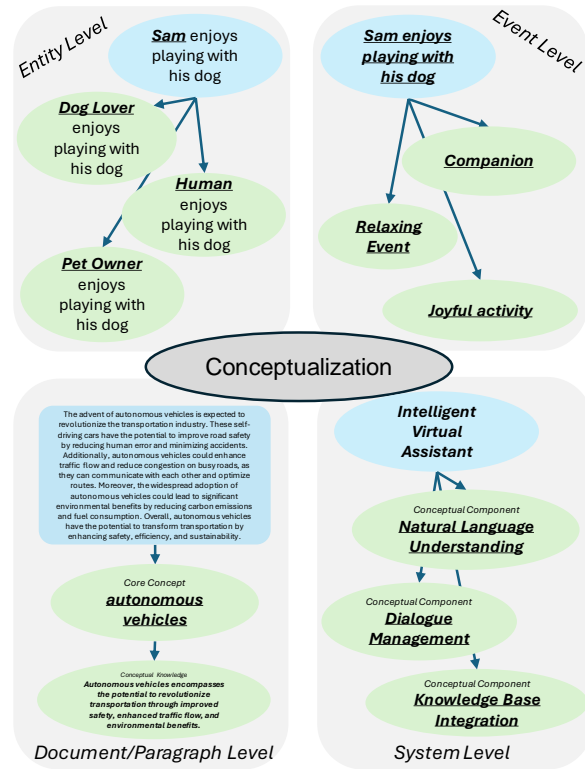 Entity Level
Sam enjoys
playing with
his dog
Dog Lover
enjoys
playing with
his dog
Human
enjoys
playing with
his dog
Pet Owner
enjoys
playing with
his dog
Event Level
Sam enjoys
playing with
his dog
Companion
Relaxing
Event
Joyful activity
Conceptualization
The advent of autonomous vehicles is expected to
revolutionize the transportation industry. These self-
driving cars have the potential to improve road safety
by reducing human error and minimizing accidents.
Additionally, autonomous vehicles could enhance
traffic flow and reduce congestion on busy roads, as
they can communicate with each other and optimize
routes. Moreover, the widespread adoption of
autonomous vehicles could lead to significant
environmental benefits by reducing carbon emissions
and fuel consumption. Overall, autonomous vehicles
have the potential to transform transportation by
enhancing safety, efficiency, and sustainability.
Core Concept
autonomous
vehicles
Conceptual Knowledge
Autonomous vehicles encompasses
the potential to revolutionize
transportation through improved
safety, enhanced traffic flow, and
environmental benefits.
Document/Paragraph Level
Intelligent
Virtual
Assistant
Conceptual Component
Natural Language
Understanding
Conceptual Component
Dialogue
Management
Conceptual Component
Knowledge Base
Integration
System Level